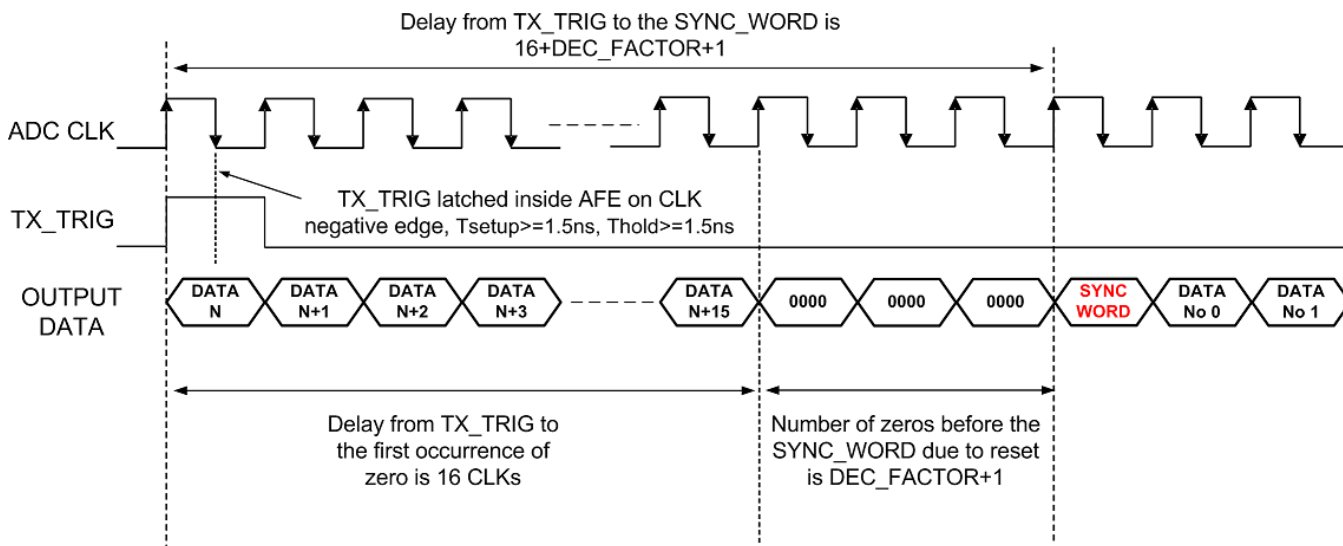 Delay from TX_TRIG to the SYNC_WORD is
16+DEC_FACTOR+1
ADC CLK
TX_TRIG latched inside AFE on CLK
negative edge, Tsetup>=1.5ns, Thold>=1.5ns
TX_TRIG
OUTPUT
DATA
DATA
N
DATA
N+1
DATA
N+2
DATA
N+3
DATA
N+15
0000
0000
0000
SYNC
WORD
DATA
No 0
DATA
No 1
Delay from TX_TRIG to
the first occurrence of
zero is 16 CLKs
Number of zeros before the
SYNC_WORD due to reset
is DEC_FACTOR+1